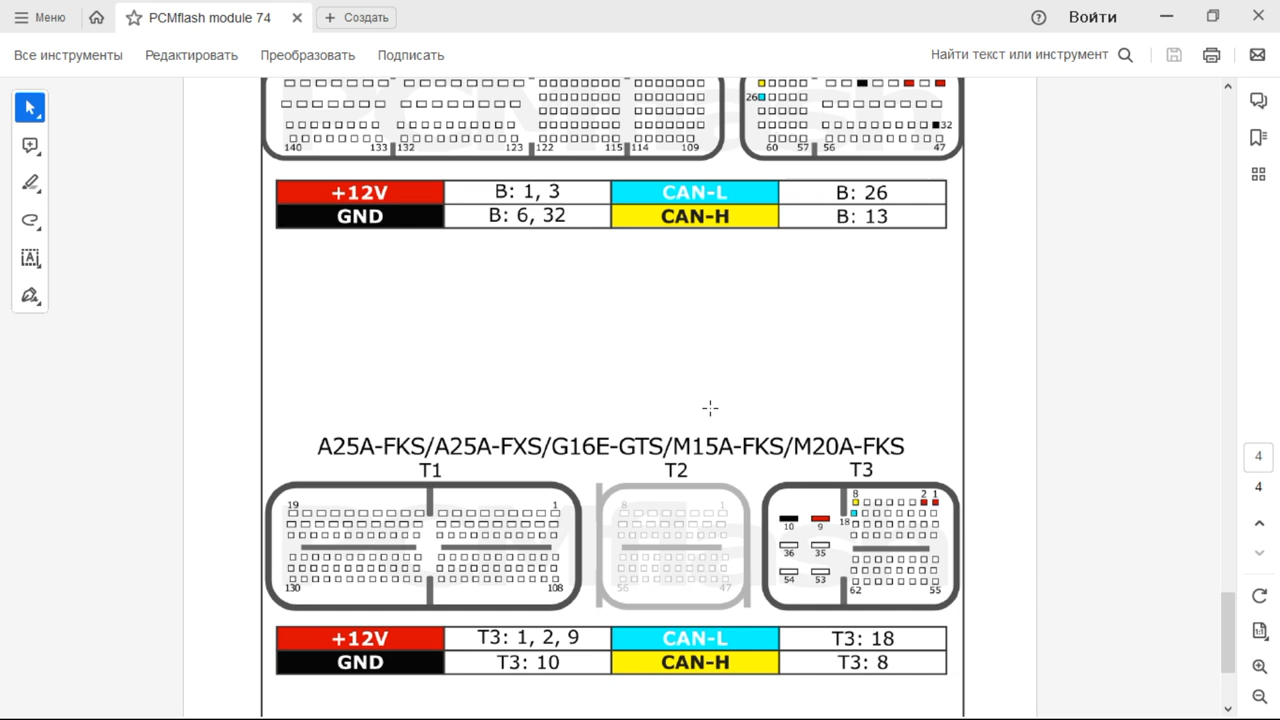 Меню
PCMflash module 74
Создать
Войти
Все инструменты
Редактировать
Преобразовать
Подписать
Найти текст или инструмент
26
32
140 133 132 123 122 115 114 109
60 57 56 47
+12V B: 1, 3 CAN-L B: 26
GND B: 6, 32 CAN-H B: 13
A25A-FKS/A25A-FXS/G16E-GTS/M15A-FKS/M20A-FKS
T1 T2 T3
19 1
8 1
8 2 1
10 9 18
36 35
54 53
130 108
56 47
62 55
+12V T3: 1, 2, 9 CAN-L T3: 18
GND T3: 10 CAN-H T3: 8
4
4